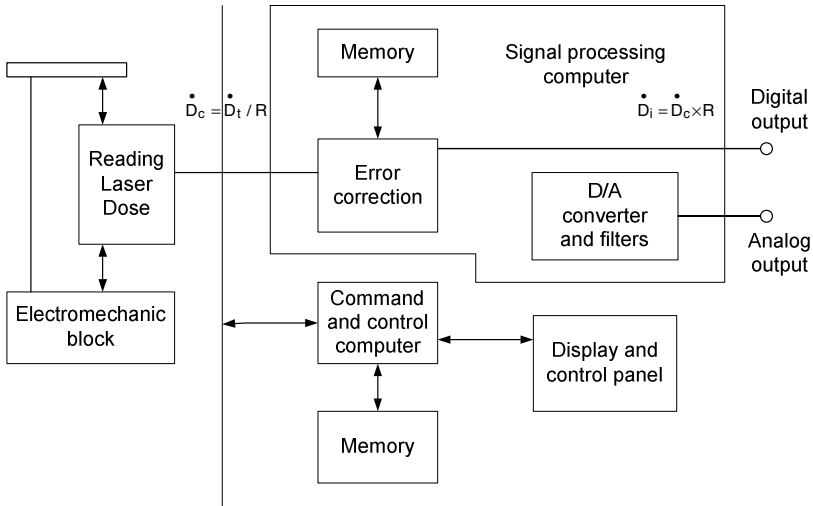 Memory
Signal processing
computer
Ḋc = Ḋt / R
Ḋi = Ḋc×R
Digital
output
Reading
Laser
Dose
Error
correction
D/A
converter
and filters
Analog
output
Electromechanic
block
Command
and control
computer
Display and
control panel
Memory